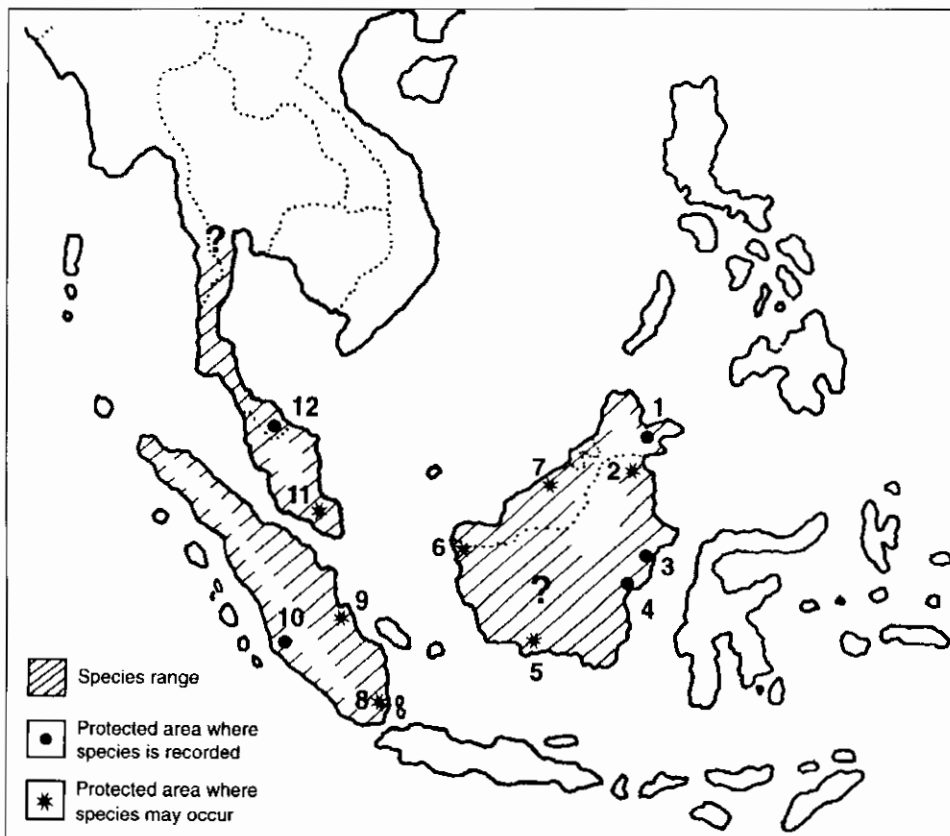 ?
12
11
1
7
2
6
3
?
4
9
10
5
8
Species range
Protected area where
species is recorded
Protected area where
species may occur